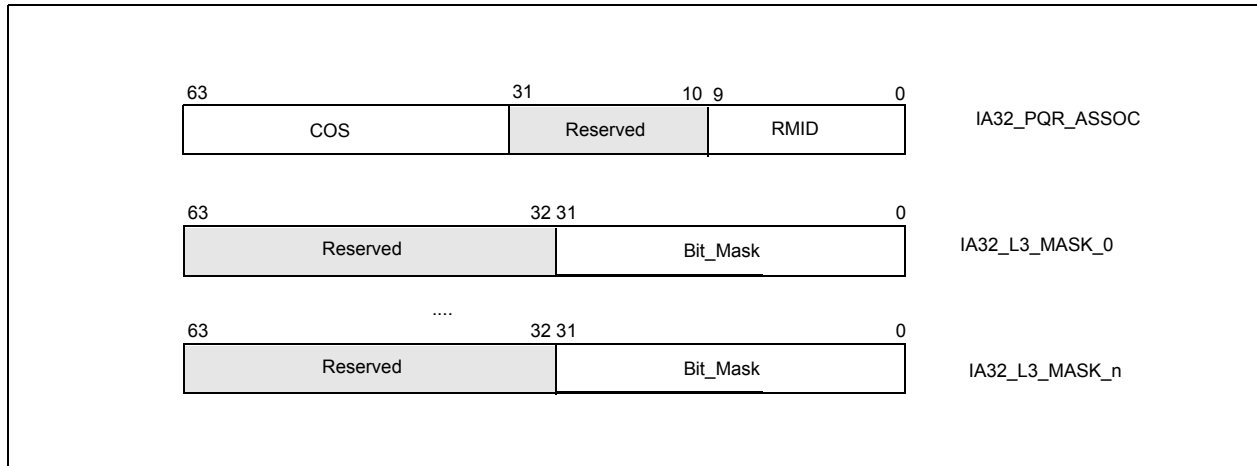 63 31 10 9 0
COS Reserved RMID IA32_PQR_ASSOC
63 32 31 0
Reserved Bit_Mask IA32_L3_MASK_0
....
63 32 31 0
Reserved Bit_Mask IA32_L3_MASK_n